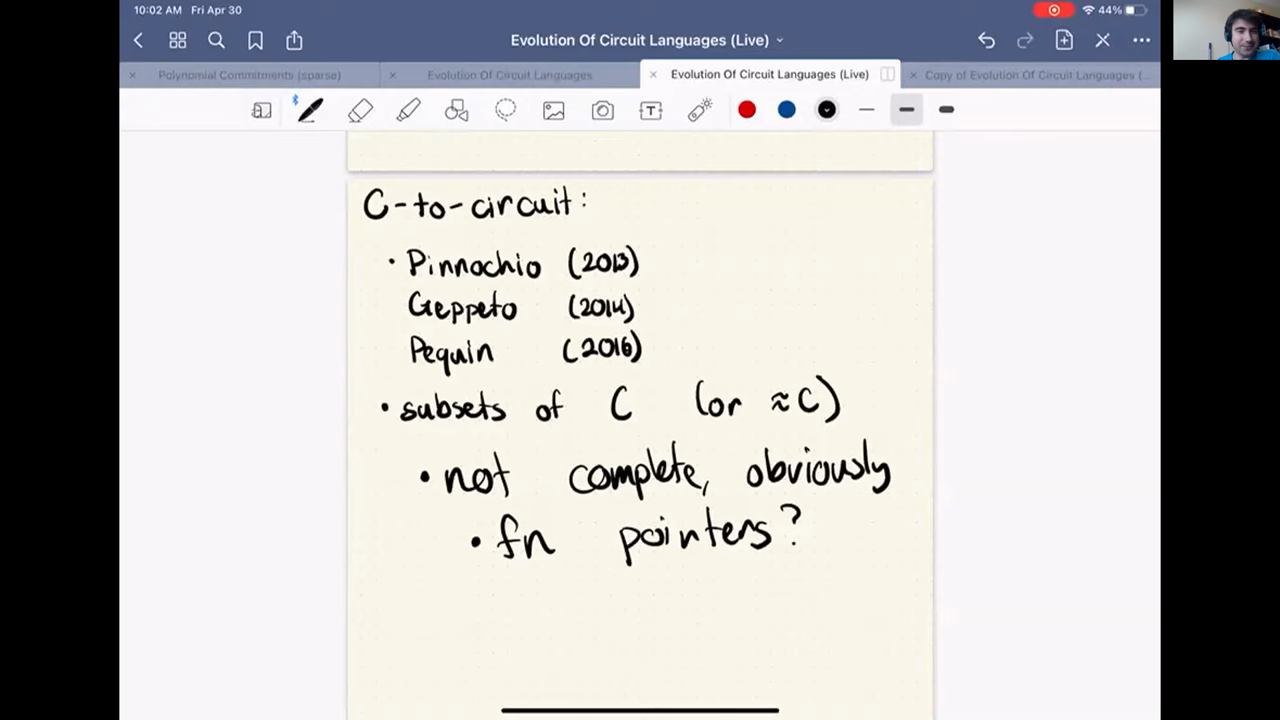 10:02 AM Fri Apr 30
44%
Evolution Of Circuit Languages (Live)
Polynomial Commitments (sparse)
Evolution Of Circuit Languages
Evolution Of Circuit Languages (Live)
Copy of Evolution Of Circuit Languages (...
T
C-to-circuit:
• Pinnochio (2013)
Geppeto (2014)
Pequin (2016)
• subsets of C (or ≈C)
• not complete, obviously
• fn pointers?